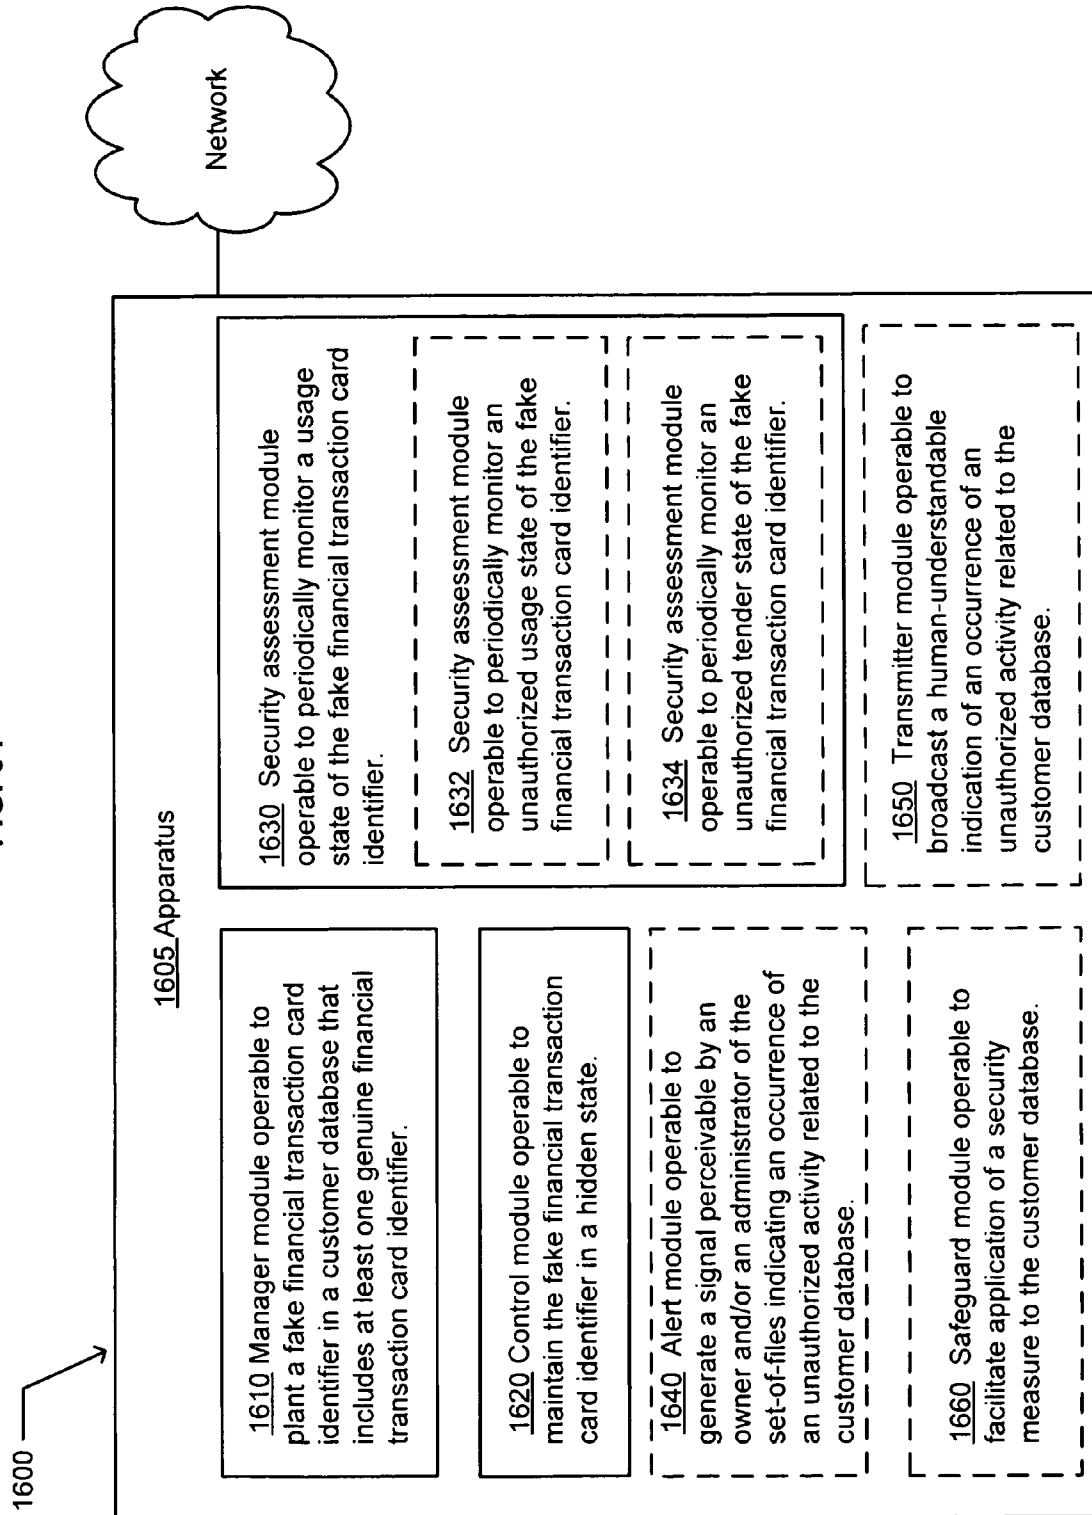 1600
1605 Apparatus
1610 Manager module operable to
plant a fake financial transaction card
identifier in a customer database that
includes at least one genuine financial
transaction card identifier.
1620 Control module operable to
maintain the fake financial transaction
card identifier in a hidden state.
1640 Alert module operable to
generate a signal perceivable by an
owner and/or an administrator of the
set-of-files indicating an occurrence of
an unauthorized activity related to the
customer database.
1660 Safeguard module operable to
facilitate application of a security
measure to the customer database.
1630 Security assessment module
operable to periodically monitor a usage
state of the fake financial transaction card
identifier.
1632 Security assessment module
operable to periodically monitor an
unauthorized usage state of the fake
financial transaction card identifier.
1634 Security assessment module
operable to periodically monitor an
unauthorized tender state of the fake
financial transaction card identifier.
1650 Transmitter module operable to
broadcast a human-understandable
indication of an occurrence of an
unauthorized activity related to the
customer database.
Network